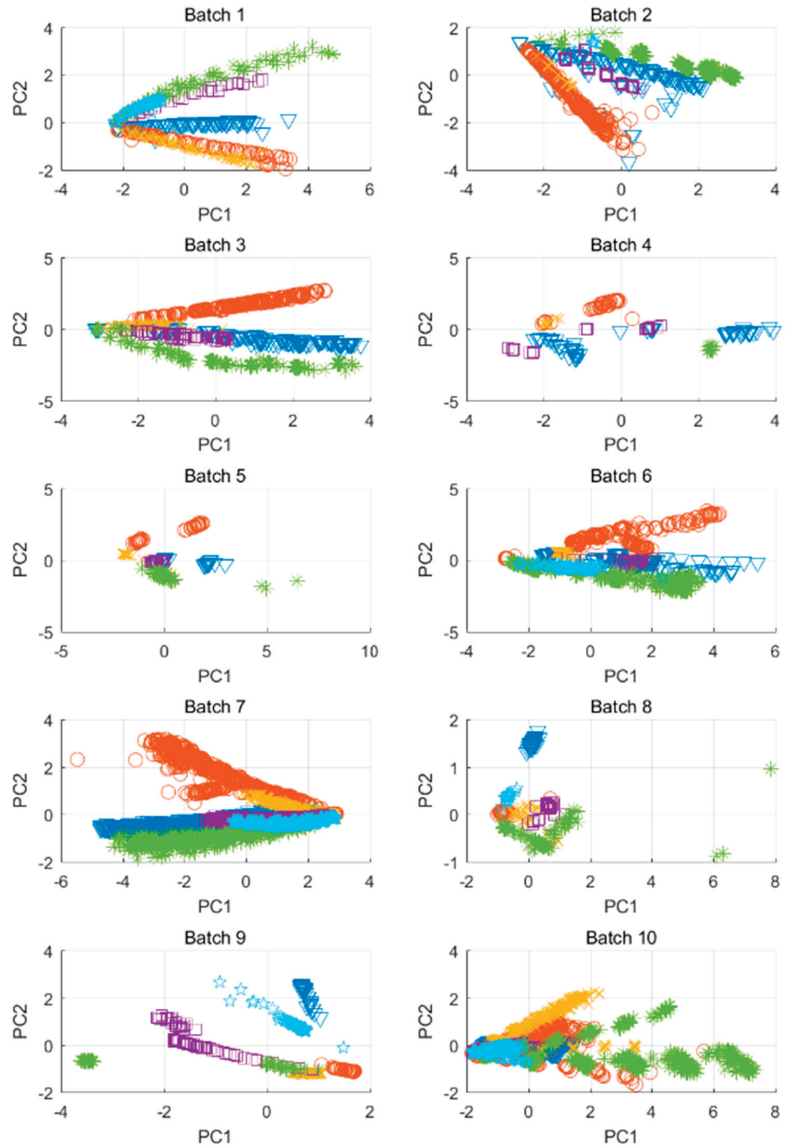 Batch 1
Batch 2
4
2
0
-2
PC2
-4 -2 0 2 4 6
PC1
2
0
-2
-4
PC2
-4 -2 0 2 4
PC1
Batch 3
Batch 4
5
0
-5
PC2
-4 -2 0 2 4
PC1
5
0
-5
PC2
-4 -2 0 2 4
PC1
Batch 5
Batch 6
5
0
-5
PC2
-5 0 5 10
PC1
5
0
-5
PC2
-4 -2 0 2 4 6
PC1
Batch 7
Batch 8
4
2
0
-2
PC2
-6 -4 -2 0 2 4
PC1
2
1
0
-1
PC2
-2 0 2 4 6 8
PC1
Batch 9
Batch 10
4
2
0
-2
PC2
-4 -2 0 2
PC1
4
2
0
-2
PC2
-2 0 2 4 6 8
PC1